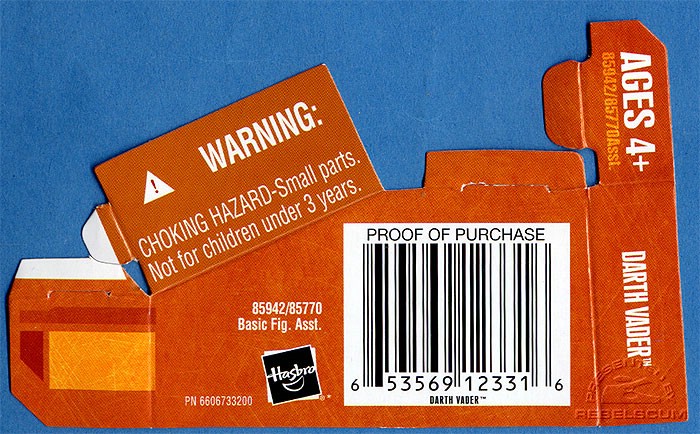 AGES 4+
85942/85770Asst.
WARNING:
!
CHOKING HAZARD-Small parts.
Not for children under 3 years.
PROOF OF PURCHASE
DARTH VADER™
85942/85770
Basic Fig. Asst.
Hasbro
®*
PN 6606733200
6 53569 12331 6
DARTH VADER™
REBELSCUM